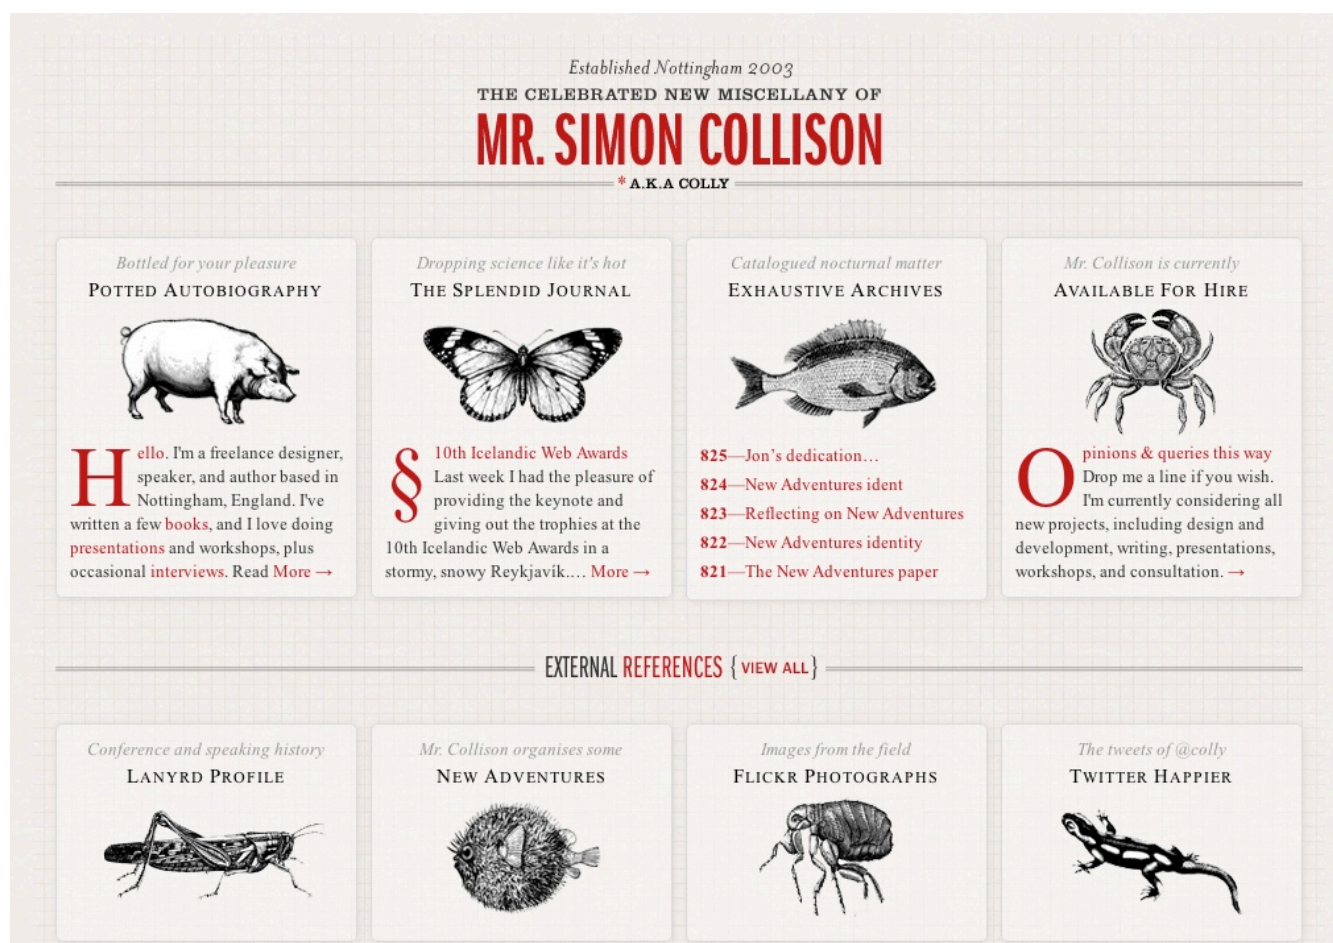 Established Nottingham 2003
THE CELEBRATED NEW MISCELLANY OF
MR. SIMON COLLISON
* A.K.A COLLY
Bottled for your pleasure
POTTED AUTOBIOGRAPHY
Hello. I'm a freelance designer,
speaker, and author based in
Nottingham, England. I've
written a few books, and I love doing
presentations and workshops, plus
occasional interviews. Read More →
Dropping science like it's hot
THE SPLENDID JOURNAL
§ 10th Icelandic Web Awards
Last week I had the pleasure of
providing the keynote and
giving out the trophies at the
10th Icelandic Web Awards in a
stormy, snowy Reykjavík.… More →
Catalogued nocturnal matter
EXHAUSTIVE ARCHIVES
825—Jon’s dedication…
824—New Adventures ident
823—Reflecting on New Adventures
822—New Adventures identity
821—The New Adventures paper
Mr. Collison is currently
AVAILABLE FOR HIRE
Opinions & queries this way
Drop me a line if you wish.
I'm currently considering all
new projects, including design and
development, writing, presentations,
workshops, and consultation. →
EXTERNAL REFERENCES {VIEW ALL}
Conference and speaking history
LANYRD PROFILE
Mr. Collison organises some
NEW ADVENTURES
Images from the field
FLICKR PHOTOGRAPHS
The tweets of @colly
TWITTER HAPPIER